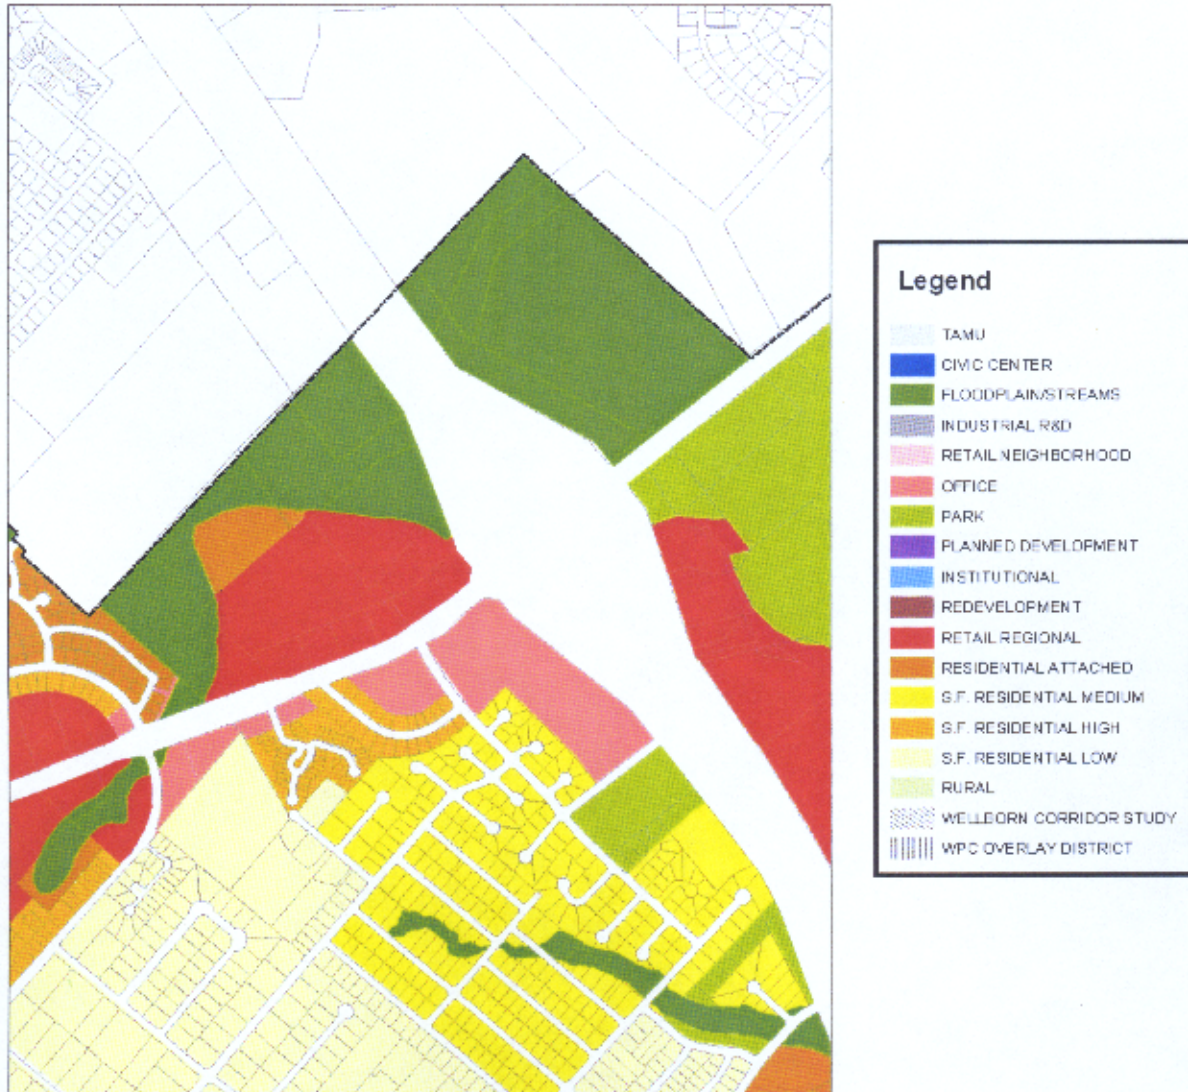 Legend
TAMU
CIVIC CENTER
FLOODPLAIN/STREAMS
INDUSTRIAL R&D
RETAIL NEIGHBORHOOD
OFFICE
PARK
PLANNED DEVELOPMENT
INSTITUTIONAL
REDEVELOPMENT
RETAIL REGIONAL
RESIDENTIAL ATTACHED
S.F. RESIDENTIAL MEDIUM
S.F. RESIDENTIAL HIGH
S.F. RESIDENTIAL LOW
RURAL
WELLBORN CORRIDOR STUDY
WPC OVERLAY DISTRICT